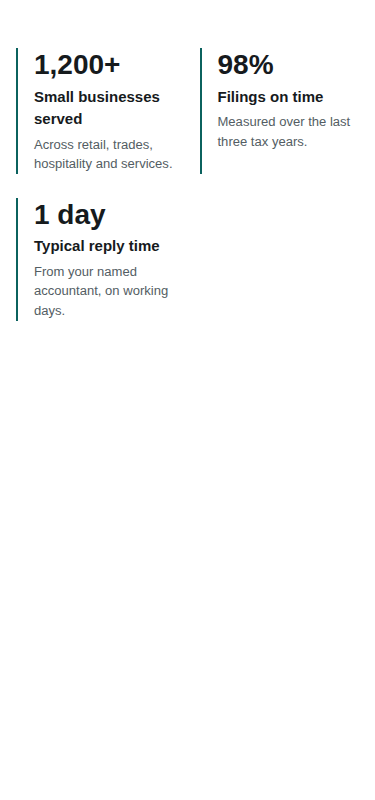 1,200+
Small businesses
served
Across retail, trades,
hospitality and services.
98%
Filings on time
Measured over the last
three tax years.
1 day
Typical reply time
From your named
accountant, on working
days.